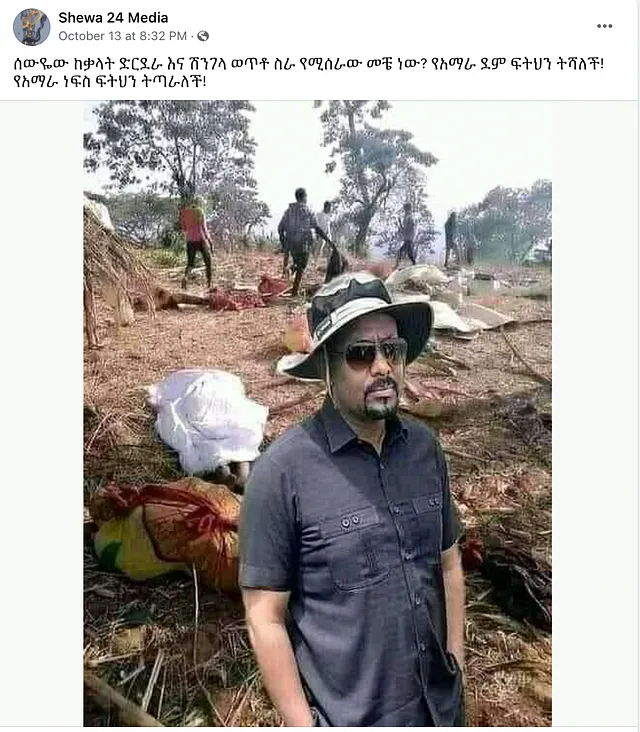 Shewa 24 Media
October 13 at 8:32 PM ·
ሰውዬው ከቃላት ድርደራ እና ሽንገላ ወጥቶ ስራ የሚሰራው መቼ ነው? የአማራ ደም ፍትህን ትሻለች!
የአማራ ነፍስ ፍትህን ትጣራለች!